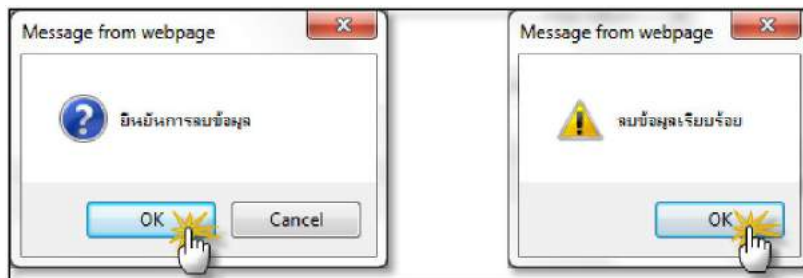 Message from webpage
ยืนยันการลบข้อมูล
OK
Cancel
Message from webpage
ลบข้อมูลเรียบร้อย
OK